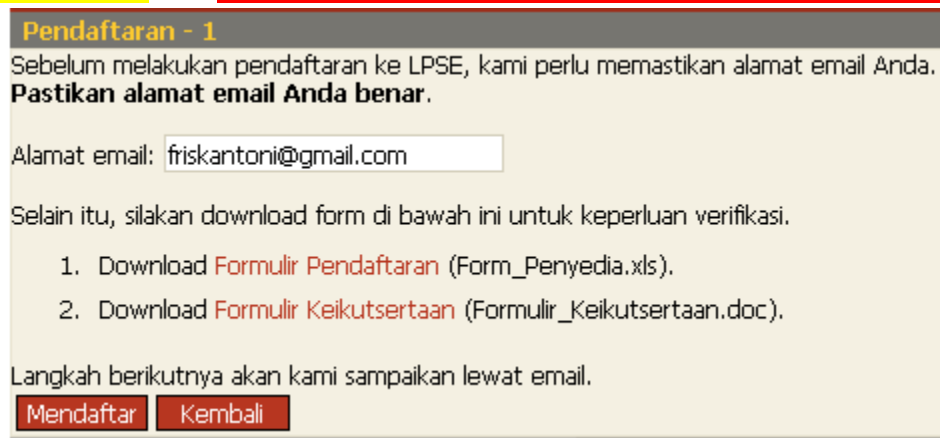 Pendaftaran - 1
Sebelum melakukan pendaftaran ke LPSE, kami perlu memastikan alamat email Anda.
Pastikan alamat email Anda benar.
Alamat email: friskantoni@gmail.com
Selain itu, silakan download form di bawah ini untuk keperluan verifikasi.
1. Download Formulir Pendaftaran (Form_Penyedia.xls).
2. Download Formulir Keikutsertaan (Formulir_Keikutsertaan.doc).
Langkah berikutnya akan kami sampaikan lewat email.
Mendaftar Kembali